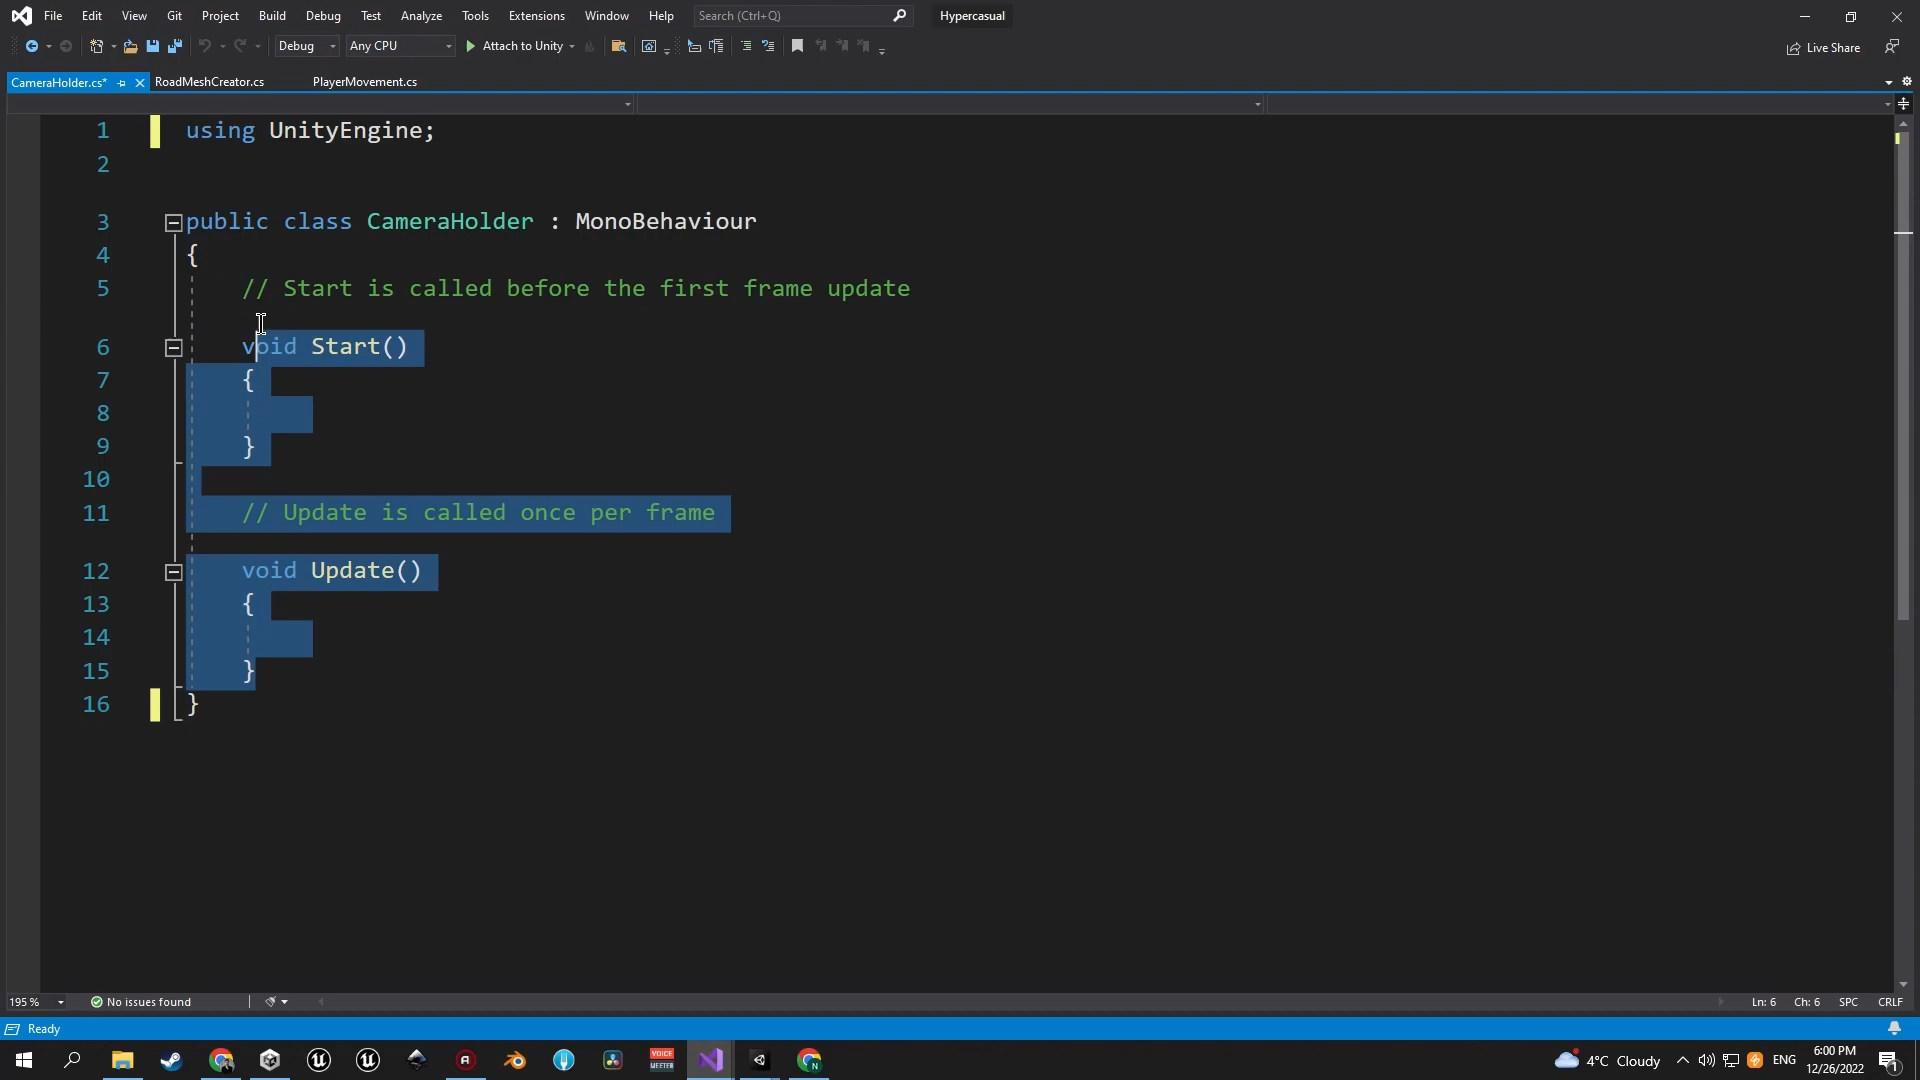 File Edit View Git Project Build Debug Test Analyze Tools Extensions Window Help Search (Ctrl+Q) Hypercasual
Debug Any CPU Attach to Unity Live Share
CameraHolder.cs* RoadMeshCreator.cs PlayerMovement.cs
1 using UnityEngine;
2
3 public class CameraHolder : MonoBehaviour
4 {
5 // Start is called before the first frame update
6 void Start()
7 {
8
9 }
10
11 // Update is called once per frame
12 void Update()
13 {
14
15 }
16 }
195 % No issues found Ln: 6 Ch: 6 SPC CRLF
Ready
VOICE
MEETER
4°C Cloudy ENG 6:00 PM
12/26/2022
1